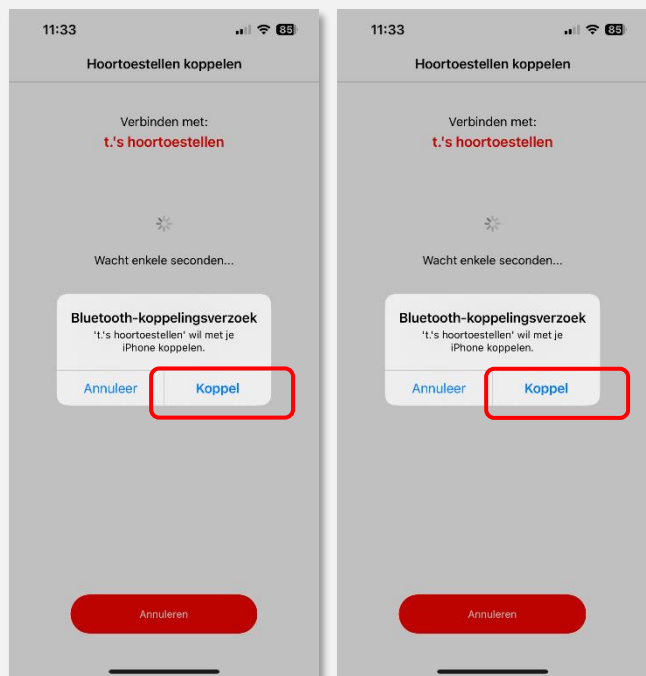 11:33
85
Hoortoestellen koppelen
Verbinden met:
t.'s hoortoestellen
Wacht enkele seconden...
Bluetooth-koppelingsverzoek
't.'s hoortoestellen' wil met je
iPhone koppelen.
Annuleer
Koppel
Annuleren
11:33
85
Hoortoestellen koppelen
Verbinden met:
t.'s hoortoestellen
Wacht enkele seconden...
Bluetooth-koppelingsverzoek
't.'s hoortoestellen' wil met je
iPhone koppelen.
Annuleer
Koppel
Annuleren